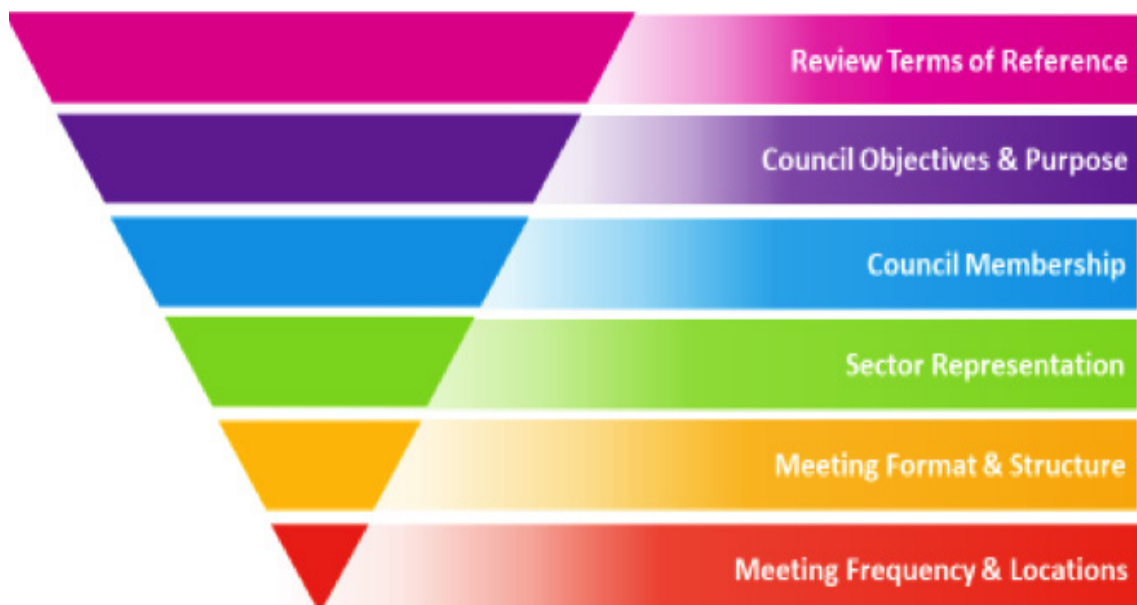 Review Terms of Reference
Council Objectives & Purpose
Council Membership
Sector Representation
Meeting Format & Structure
Meeting Frequency & Locations